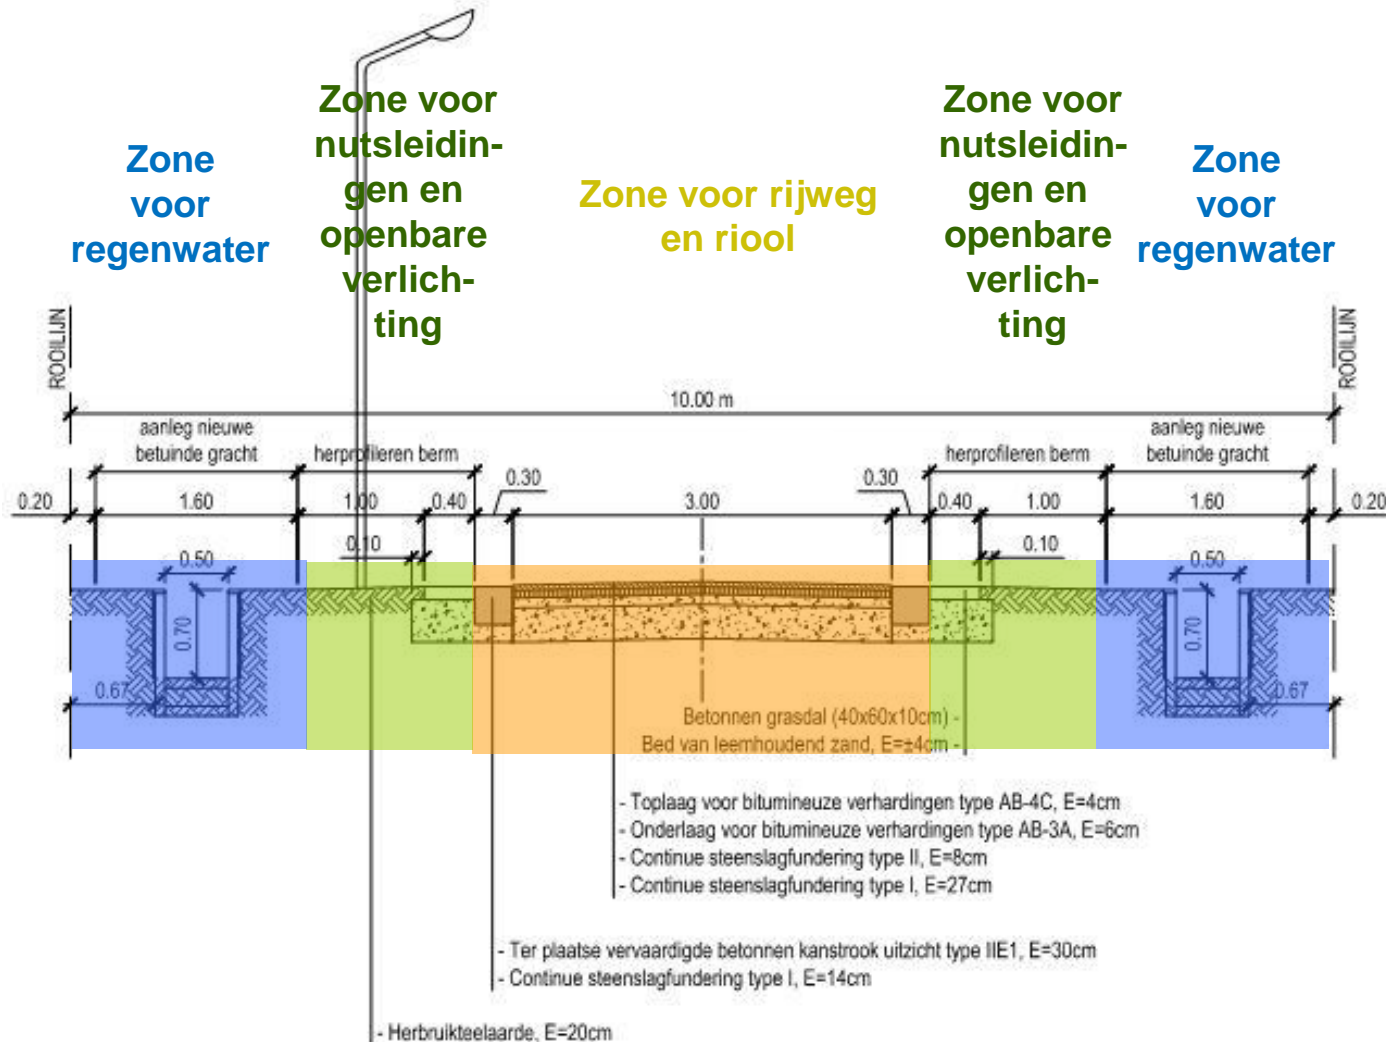 Zone
voor
regenwater
Zone voor
nutsleidin-
gen en
openbare
verlich-
ting
Zone voor rijweg
en riool
Zone voor
nutsleidin-
gen en
openbare
verlich-
ting
Zone
voor
regenwater
ROOILIJN
ROOILIJN
10.00 m
aanleg nieuwe
betuinde gracht
herprofileren berm
herprofileren berm
aanleg nieuwe
betuinde gracht
0.20
1.60
1.00
0.40
0.30
3.00
0.30
0.40
1.00
1.60
0.20
0.50
0.10
0.10
0.50
0.70
0.70
0.67
0.67
Betonnen grasdal (40x60x10cm) -
Bed van leemhoudend zand, E=±4cm -
- Toplaag voor bitumineuze verhardingen type AB-4C, E=4cm
- Onderlaag voor bitumineuze verhardingen type AB-3A, E=6cm
- Continue steenslagfundering type II, E=8cm
- Continue steenslagfundering type I, E=27cm
- Ter plaatse vervaardigde betonnen kanstrook uitzicht type IIE1, E=30cm
- Continue steenslagfundering type I, E=14cm
- Herbruikteelaarde, E=20cm